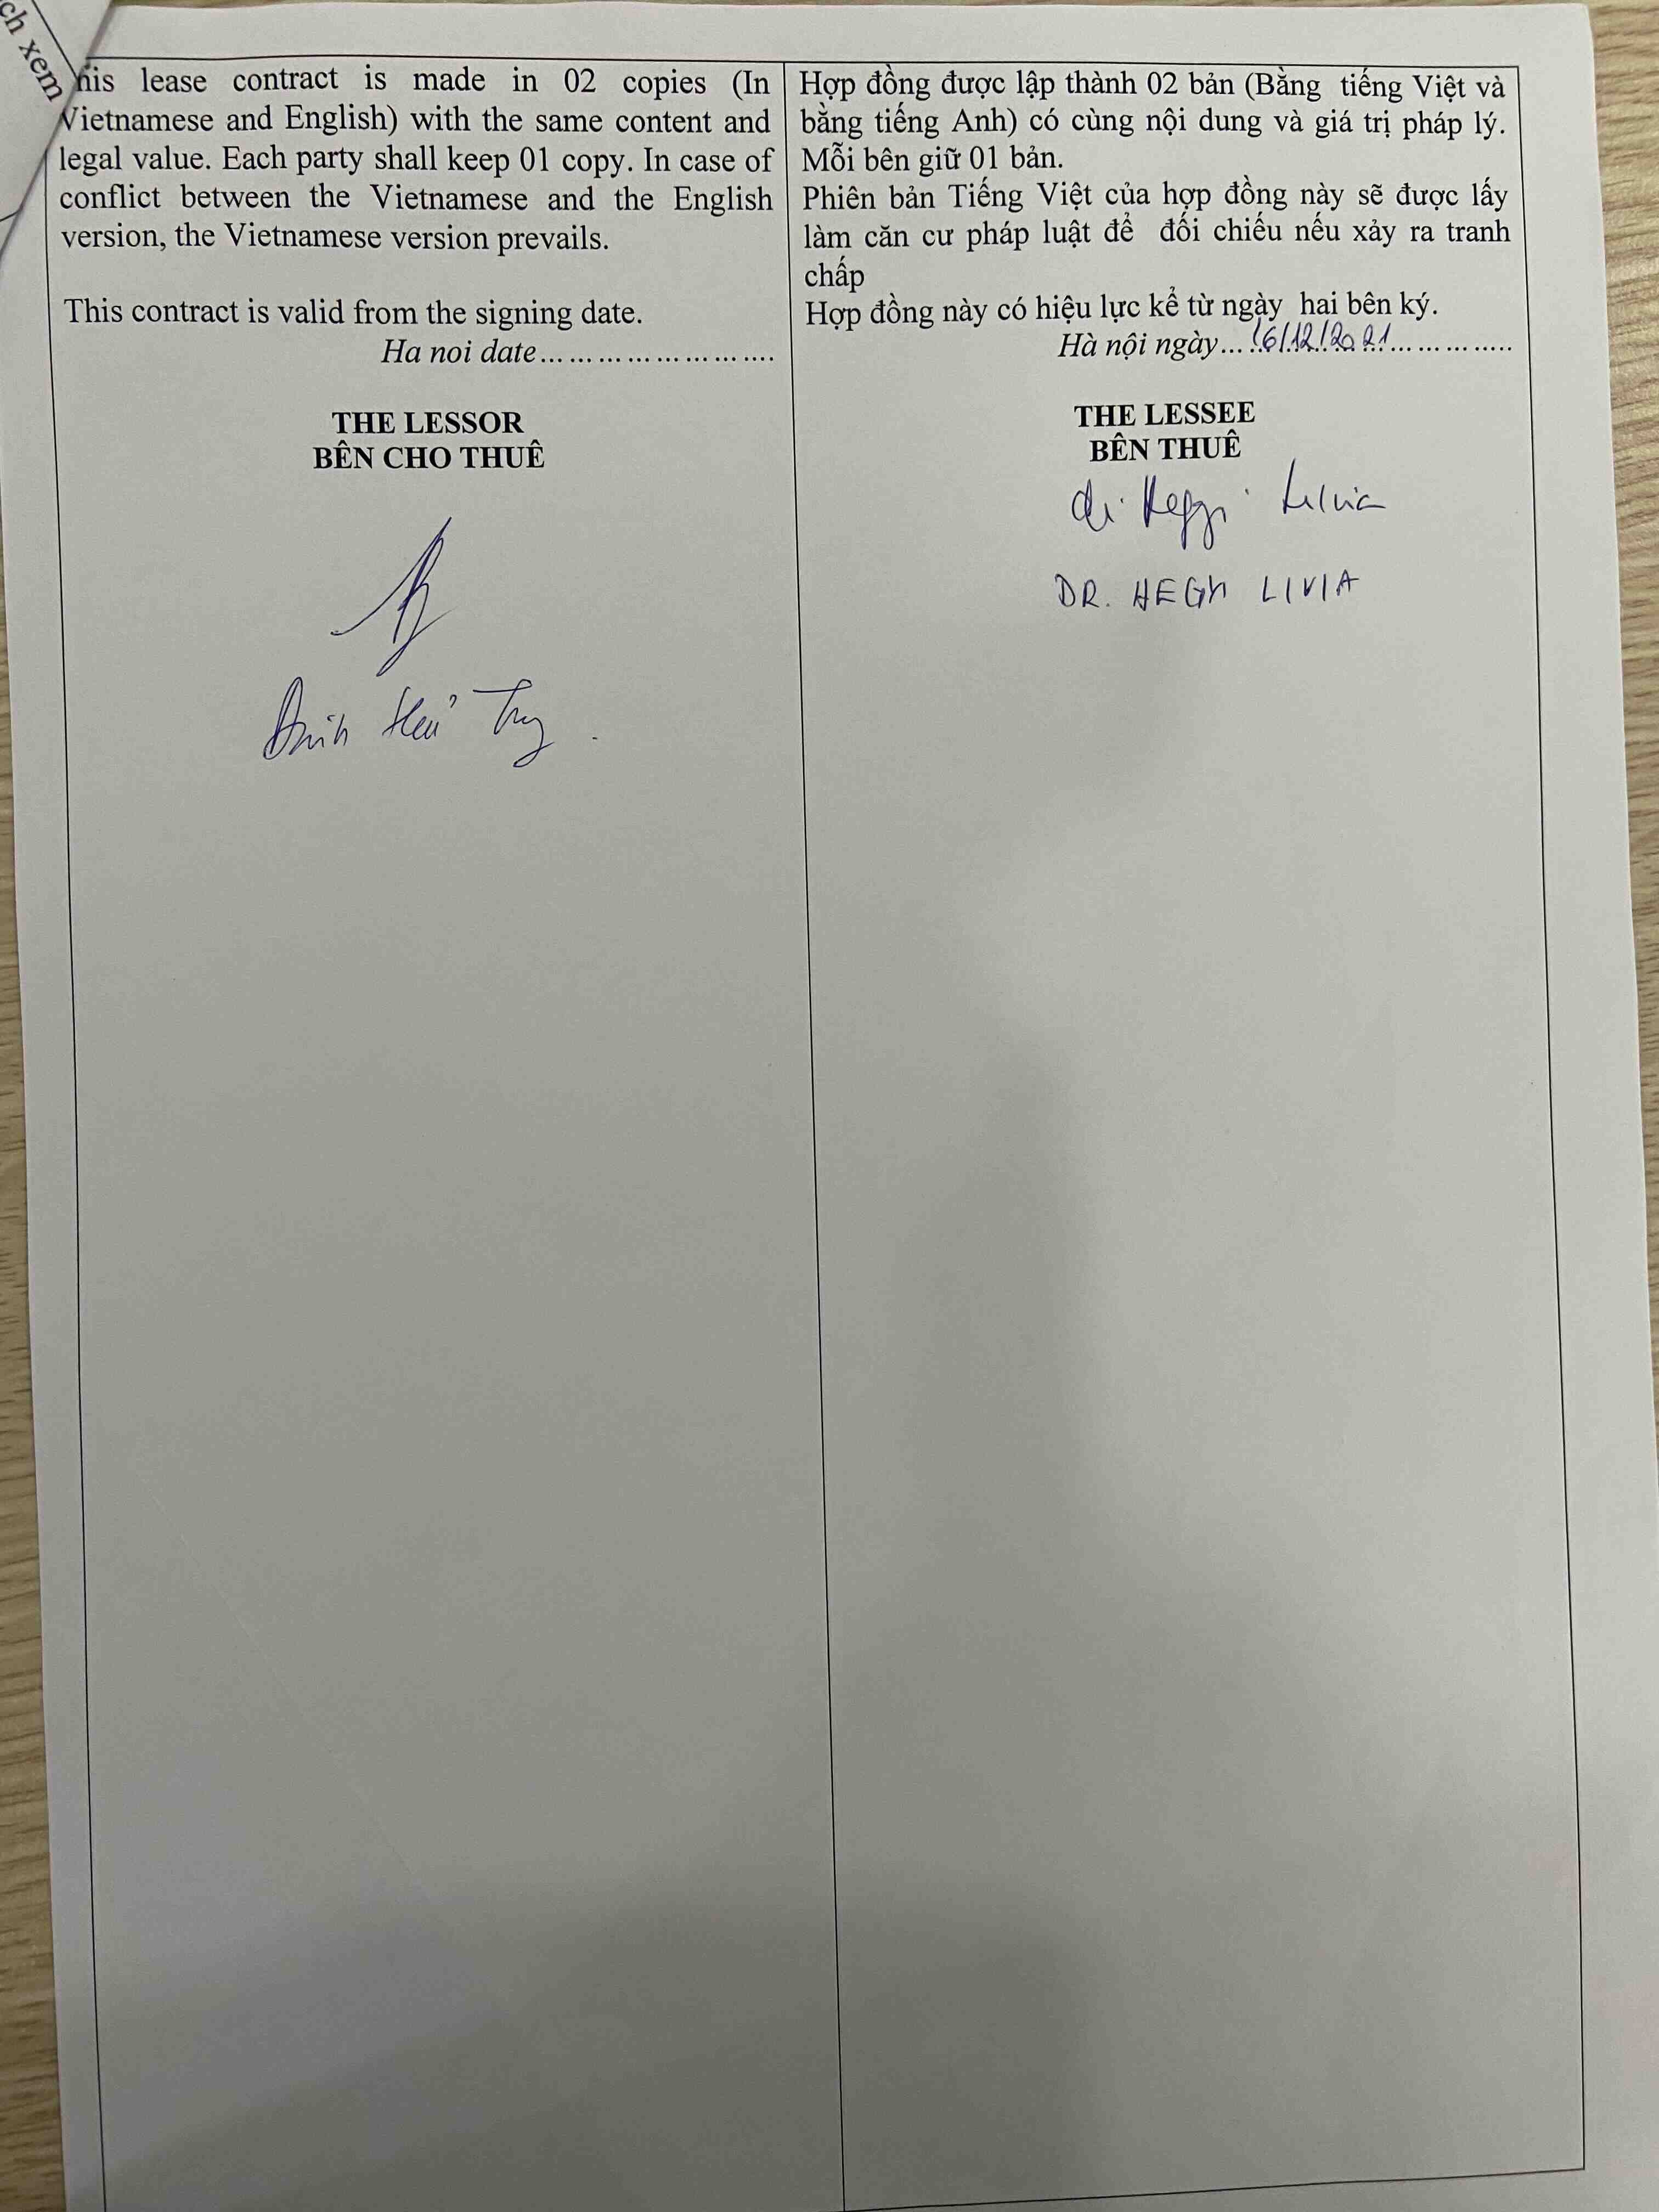 ch xem
his lease contract is made in 02 copies (In
Vietnamese and English) with the same content and
legal value. Each party shall keep 01 copy. In case of
conflict between the Vietnamese and the English
version, the Vietnamese version prevails.
This contract is valid from the signing date.
Ha noi date........................
THE LESSOR
BÊN CHO THUÊ
Hợp đồng được lập thành 02 bản (Bằng tiếng Việt và
bằng tiếng Anh) có cùng nội dung và giá trị pháp lý.
Mỗi bên giữ 01 bản.
Phiên bản Tiếng Việt của hợp đồng này sẽ được lấy
làm căn cư pháp luật để đối chiếu nếu xảy ra tranh
chấp
Hợp đồng này có hiệu lực kể từ ngày hai bên ký.
Hà nội ngày... 16/12/2021 ............
THE LESSEE
BÊN THUÊ
DR. HEGYI LIVIA